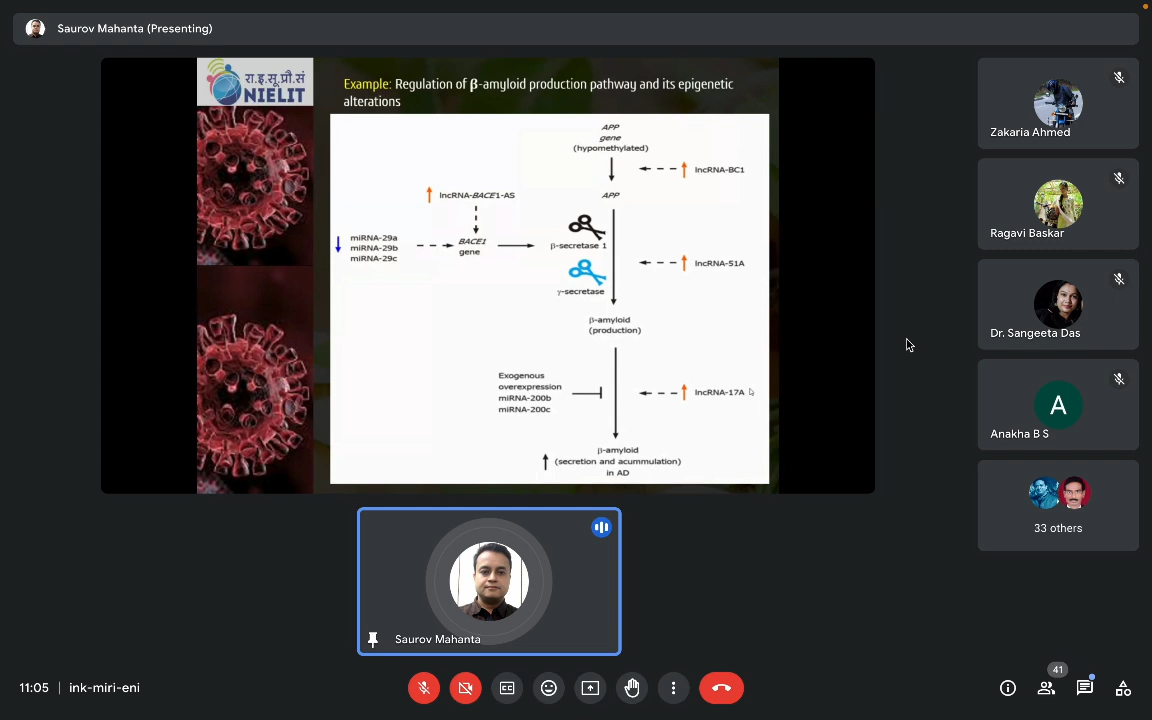 Saurov Mahanta (Presenting)
रा.इ.सू.प्रौ.सं
NIELIT
Example: Regulation of β-amyloid production pathway and its epigenetic
alterations
APP
gene
(hypomethylated)
lncRNA-BC1
lncRNA-BACE1-AS
APP
miRNA-29a
miRNA-29b
miRNA-29c
BACE1
gene
β-secretase 1
lncRNA-51A
γ-secretase
β-amyloid
(production)
Exogenous
overexpression
miRNA-200b
miRNA-200c
lncRNA-17A
β-amyloid
(secretion and acummulation)
in AD
Zakaria Ahmed
Ragavi Baskar
Dr. Sangeeta Das
A
Anakha B S
33 others
Saurov Mahanta
11:05 | ink-miri-eni
41